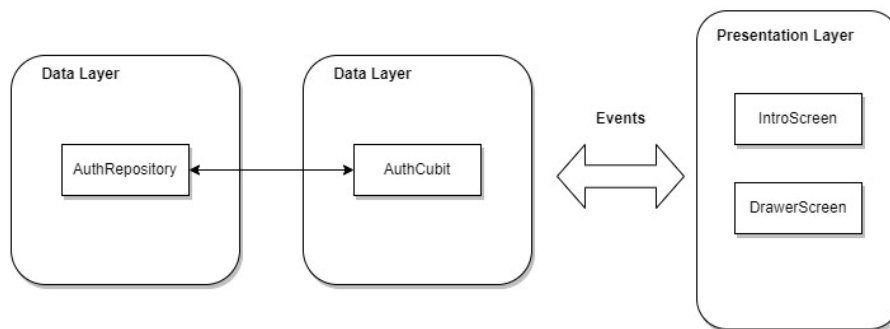 Data Layer
AuthRepository
Data Layer
AuthCubit
Events
Presentation Layer
IntroScreen
DrawerScreen